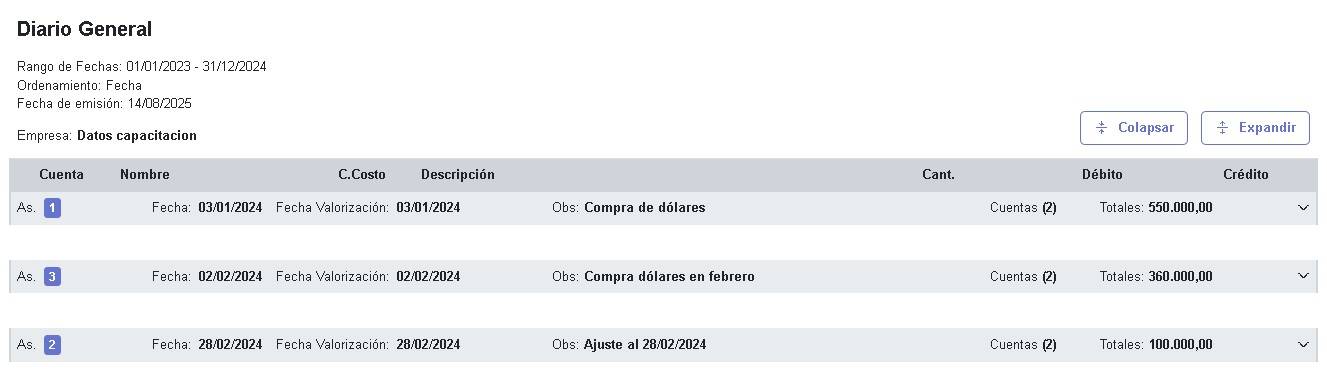 Diario General
Rango de Fechas: 01/01/2023 - 31/12/2024
Ordenamiento: Fecha
Fecha de emisión: 14/08/2025
Empresa: Datos capacitacion
Colapsar Expandir
Cuenta Nombre C.Costo Descripción Cant. Débito Crédito
As. 1 Fecha: 03/01/2024 Fecha Valorización: 03/01/2024 Obs: Compra de dólares Cuentas (2) Totales: 550.000,00
As. 3 Fecha: 02/02/2024 Fecha Valorización: 02/02/2024 Obs: Compra dólares en febrero Cuentas (2) Totales: 360.000,00
As. 2 Fecha: 28/02/2024 Fecha Valorización: 28/02/2024 Obs: Ajuste al 28/02/2024 Cuentas (2) Totales: 100.000,00